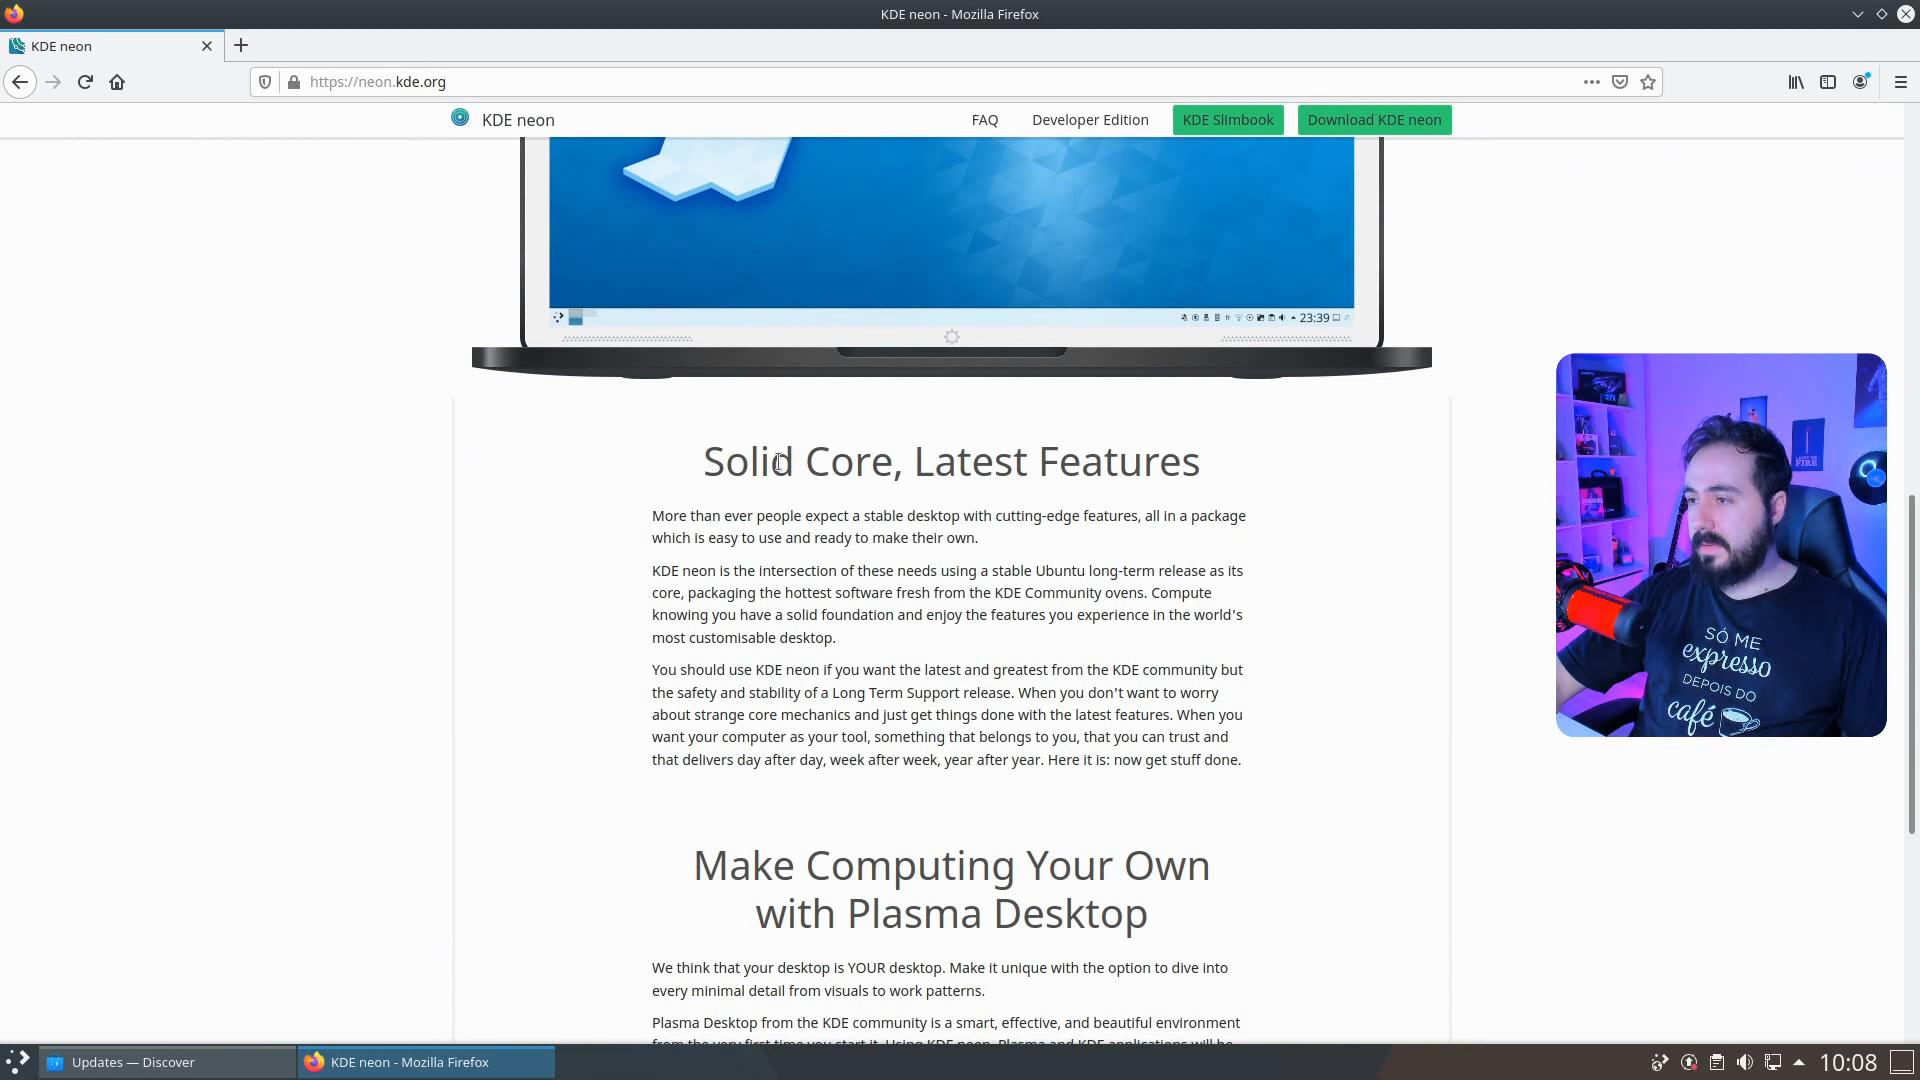 KDE neon - Mozilla Firefox
KDE neon
https://neon.kde.org
KDE neon
FAQ
Developer Edition
KDE Slimbook
Download KDE neon
23:39
Solid Core, Latest Features
More than ever people expect a stable desktop with cutting-edge features, all in a package
which is easy to use and ready to make their own.
KDE neon is the intersection of these needs using a stable Ubuntu long-term release as its
core, packaging the hottest software fresh from the KDE Community ovens. Compute
knowing you have a solid foundation and enjoy the features you experience in the world's
most customisable desktop.
You should use KDE neon if you want the latest and greatest from the KDE community but
the safety and stability of a Long Term Support release. When you don't want to worry
about strange core mechanics and just get things done with the latest features. When you
want your computer as your tool, something that belongs to you, that you can trust and
that delivers day after day, week after week, year after year. Here it is: now get stuff done.
SÓ ME
expresso
DEPOIS DO
café
Make Computing Your Own
with Plasma Desktop
We think that your desktop is YOUR desktop. Make it unique with the option to dive into
every minimal detail from visuals to work patterns.
Plasma Desktop from the KDE community is a smart, effective, and beautiful environment
from the very first time you start it. Using KDE neon, Plasma and KDE applications will be
Updates — Discover
KDE neon - Mozilla Firefox
10:08